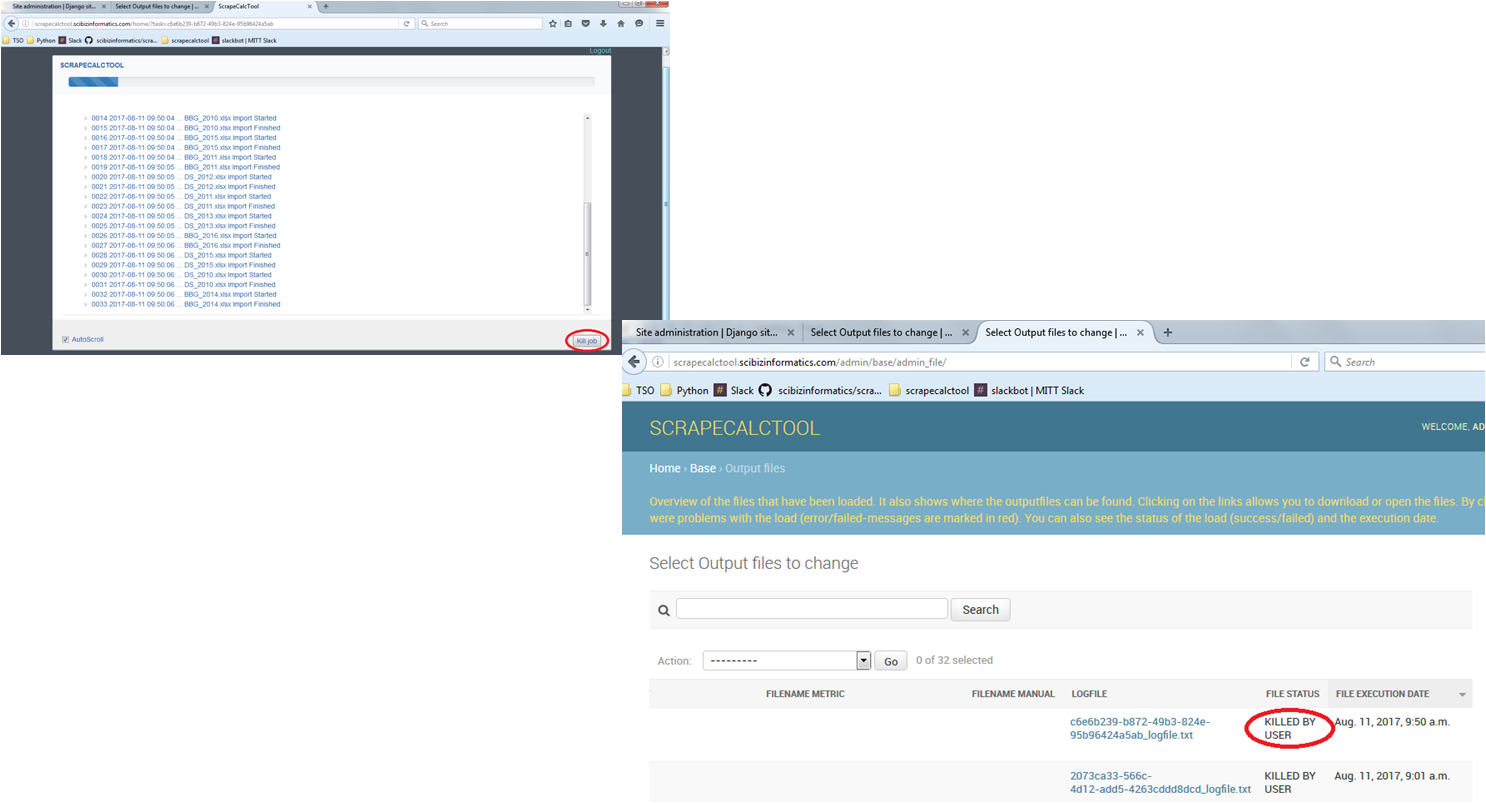 Site administration | Django sit...
Select Output files to change | ...
ScrapeCalcTool
scrapecalctool.scibizinformatics.com/home/?task=c6e6b239-b872-49b3-824e-95b96424a5ab
Search
TSO
Python
Slack
scibizinformatics/scra...
scrapecalctool
slackbot | MITT Slack
Logout
SCRAPECALCTOOL
0014 2017-08-11 09:50:04 ... BBG_2010.xlsx Import Started
0015 2017-08-11 09:50:04 ... BBG_2010.xlsx Import Finished
0016 2017-08-11 09:50:04 ... BBG_2015.xlsx Import Started
0017 2017-08-11 09:50:04 ... BBG_2015.xlsx Import Finished
0018 2017-08-11 09:50:04 ... BBG_2011.xlsx Import Started
0019 2017-08-11 09:50:05 ... BBG_2011.xlsx Import Finished
0020 2017-08-11 09:50:05 ... DS_2012.xlsx Import Started
0021 2017-08-11 09:50:05 ... DS_2012.xlsx Import Finished
0022 2017-08-11 09:50:05 ... DS_2011.xlsx Import Started
0023 2017-08-11 09:50:05 ... DS_2011.xlsx Import Finished
0024 2017-08-11 09:50:05 ... DS_2013.xlsx Import Started
0025 2017-08-11 09:50:05 ... DS_2013.xlsx Import Finished
0026 2017-08-11 09:50:05 ... BBG_2016.xlsx Import Started
0027 2017-08-11 09:50:06 ... BBG_2016.xlsx Import Finished
0028 2017-08-11 09:50:06 ... DS_2015.xlsx Import Started
0029 2017-08-11 09:50:06 ... DS_2015.xlsx Import Finished
0030 2017-08-11 09:50:06 ... DS_2010.xlsx Import Started
0031 2017-08-11 09:50:06 ... DS_2010.xlsx Import Finished
0032 2017-08-11 09:50:06 ... BBG_2014.xlsx Import Started
0033 2017-08-11 09:50:06 ... BBG_2014.xlsx Import Finished
AutoScroll
Kill job
Site administration | Django sit...
Select Output files to change | ...
Select Output files to change | ...
scrapecalctool.scibizinformatics.com/admin/base/admin_file/
Search
TSO
Python
Slack
scibizinformatics/scra...
scrapecalctool
slackbot | MITT Slack
SCRAPECALCTOOL
WELCOME, AD
Home › Base › Output files
Overview of the files that have been loaded. It also shows where the outputfiles can be found. Clicking on the links allows you to download or open the files. By cl
were problems with the load (error/failed-messages are marked in red). You can also see the status of the load (success/failed) and the execution date.
Select Output files to change
Search
Action:
---------
Go
0 of 32 selected
FILENAME METRIC
FILENAME MANUAL
LOGFILE
FILE STATUS
FILE EXECUTION DATE
c6e6b239-b872-49b3-824e-
95b96424a5ab_logfile.txt
KILLED BY
USER
Aug. 11, 2017, 9:50 a.m.
2073ca33-566c-
4d12-add5-4263cddd8dcd_logfile.txt
KILLED BY
USER
Aug. 11, 2017, 9:01 a.m.